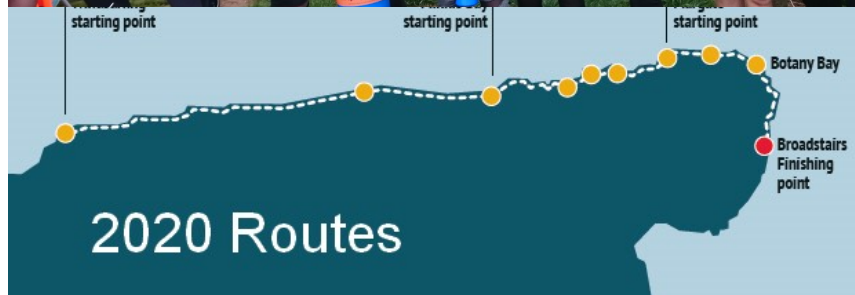 starting point
starting point
starting point
Botany Bay
Broadstairs
Finishing
point
2020 Routes